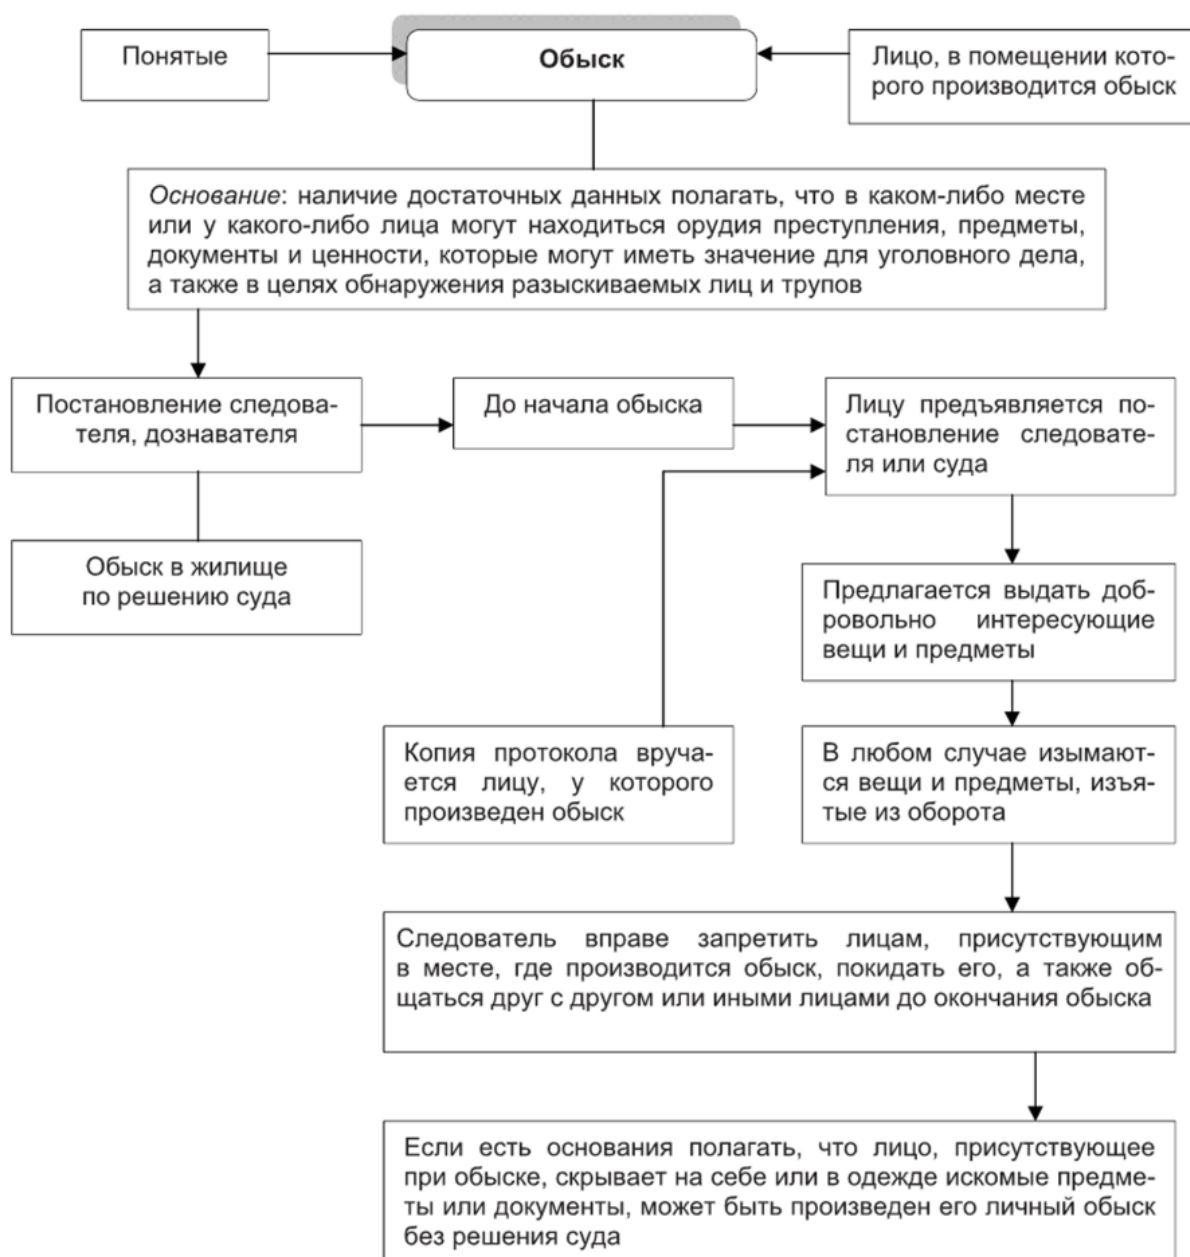 Понятые
Обыск
Лицо, в помещении кото-
рого производится обыск
Основание: наличие достаточных данных полагать, что в каком-либо месте
или у какого-либо лица могут находиться орудия преступления, предметы,
документы и ценности, которые могут иметь значение для уголовного дела,
а также в целях обнаружения разыскиваемых лиц и трупов
Постановление следова-
теля, дознавателя
До начала обыска
Лицу предъявляется по-
становление следовате-
ля или суда
Обыск в жилище
по решению суда
Предлагается выдать доб-
ровольно интересующие
вещи и предметы
Копия протокола вруча-
ется лицу, у которого
произведен обыск
В любом случае изымают-
ся вещи и предметы, изъя-
тые из оборота
Следователь вправе запретить лицам, присутствующим
в месте, где производится обыск, покидать его, а также об-
щаться друг с другом или иными лицами до окончания обыска
Если есть основания полагать, что лицо, присутствующее
при обыске, скрывает на себе или в одежде искомые предме-
ты или документы, может быть произведен его личный обыск
без решения суда